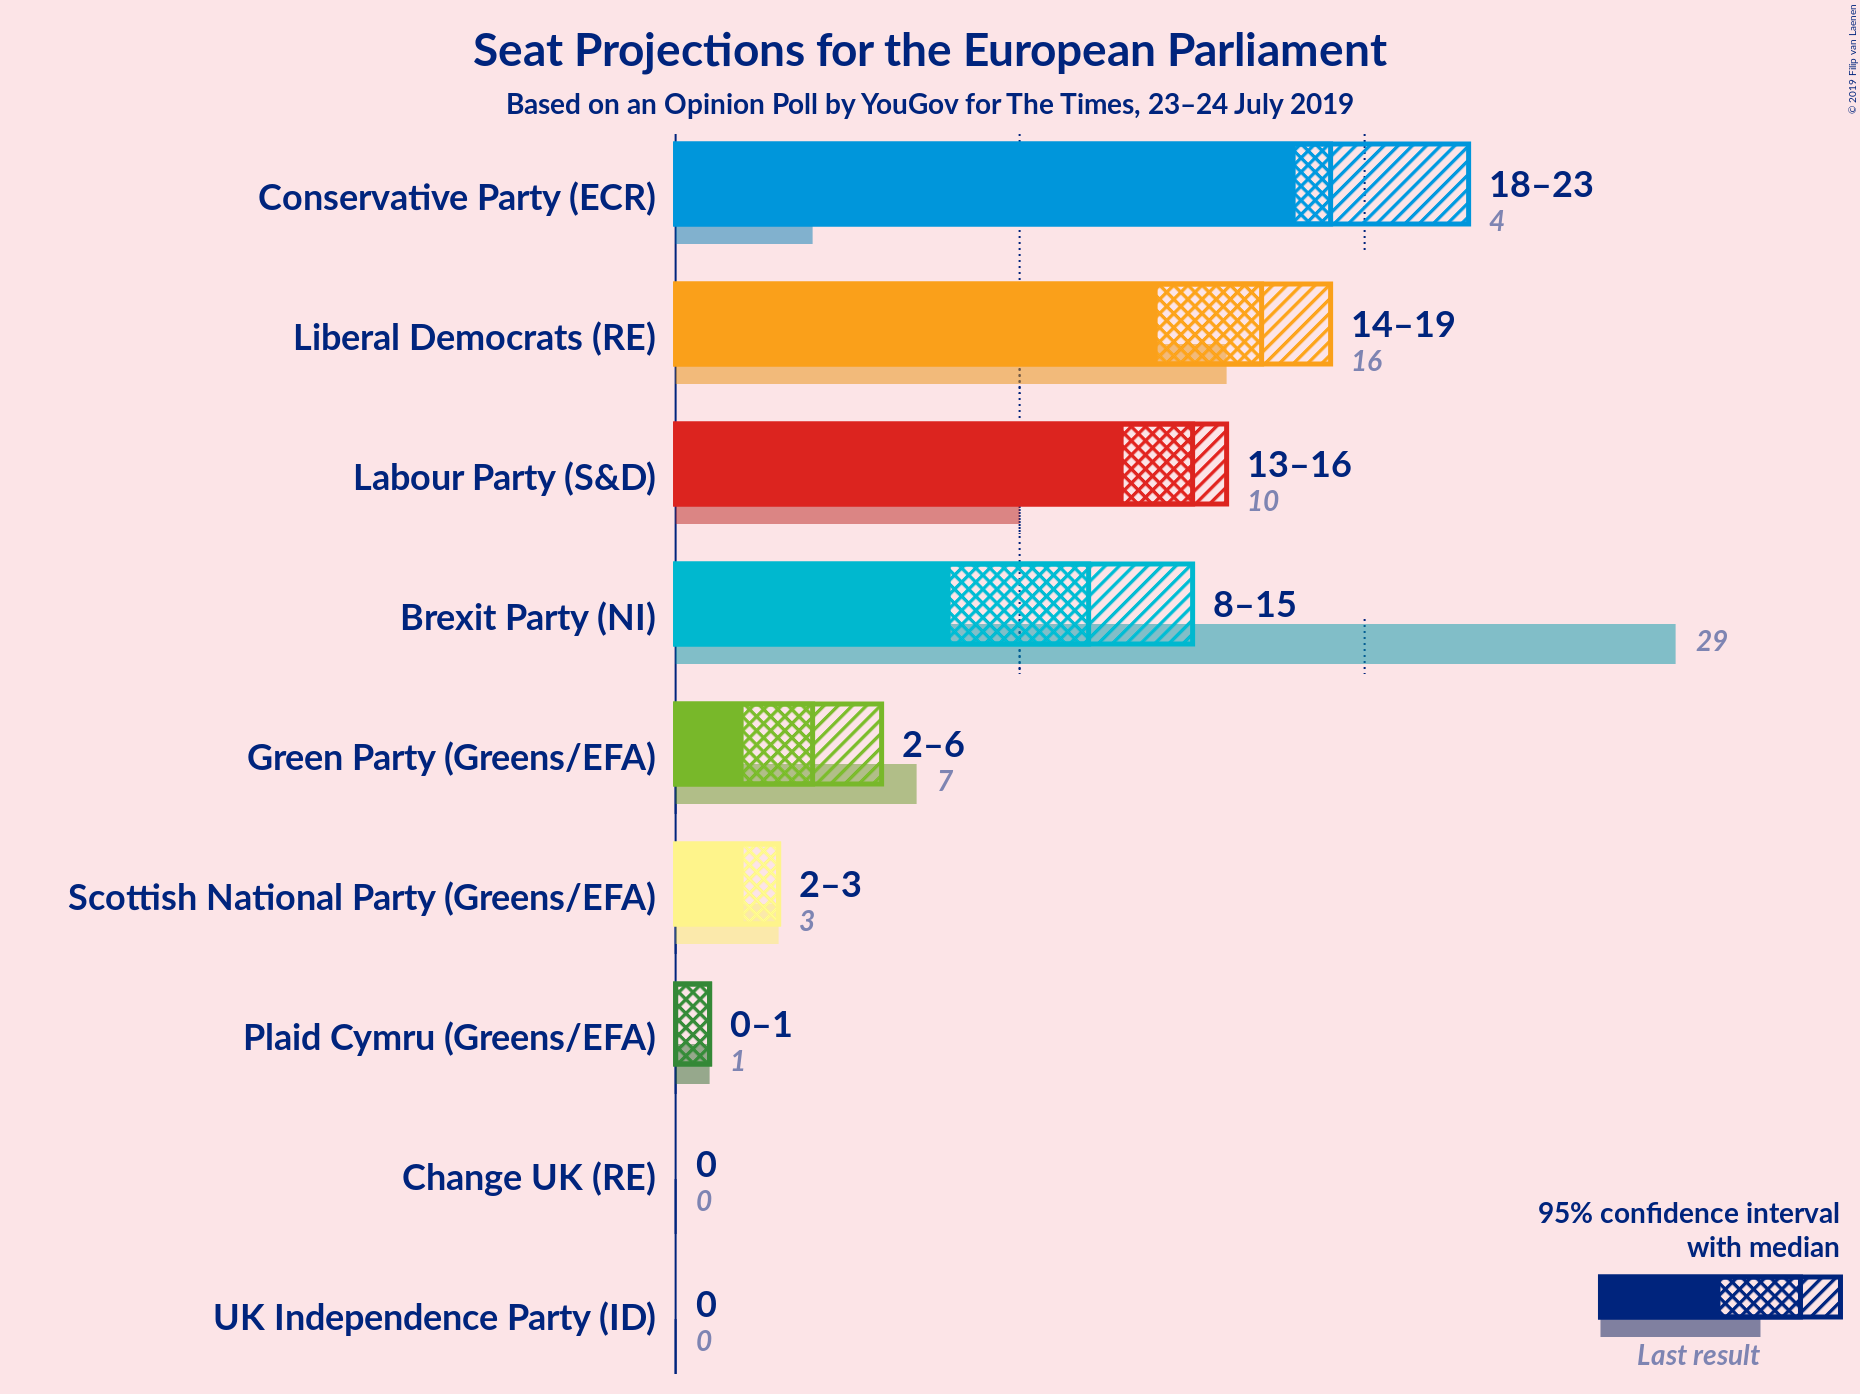 Seat Projections for the European Parliament
Based on an Opinion Poll by YouGov for The Times, 23–24 July 2019
© 2019 Filip van Laenen
Conservative Party (ECR)
18–23
4
Liberal Democrats (RE)
14–19
16
Labour Party (S&D)
13–16
10
Brexit Party (NI)
8–15
29
Green Party (Greens/EFA)
2–6
7
Scottish National Party (Greens/EFA)
2–3
3
Plaid Cymru (Greens/EFA)
0–1
1
Change UK (RE)
0
0
UK Independence Party (ID)
0
0
95% confidence interval
with median
Last result